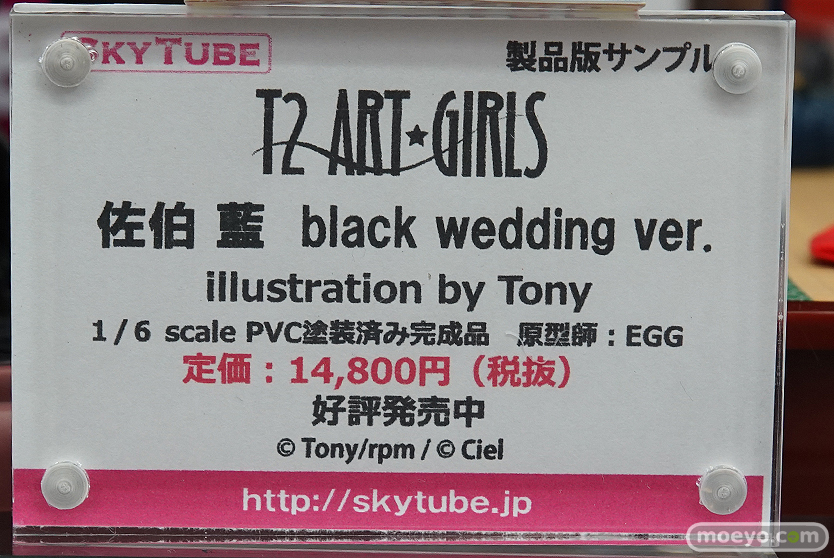 SKYTUBE
製品版サンプル
T2 ART★GIRLS
佐伯 藍 black wedding ver.
illustration by Tony
1/6 scale PVC塗装済み完成品 原型師:EGG
定価:14,800円(税抜)
好評発売中
© Tony/rpm / © Ciel
http://skytube.jp
moeyo.com